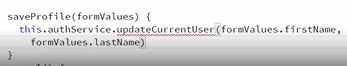 saveProfile(formValues) {
this.authService.updateCurrentUser(formValues.firstName,
formValues.lastName)
}